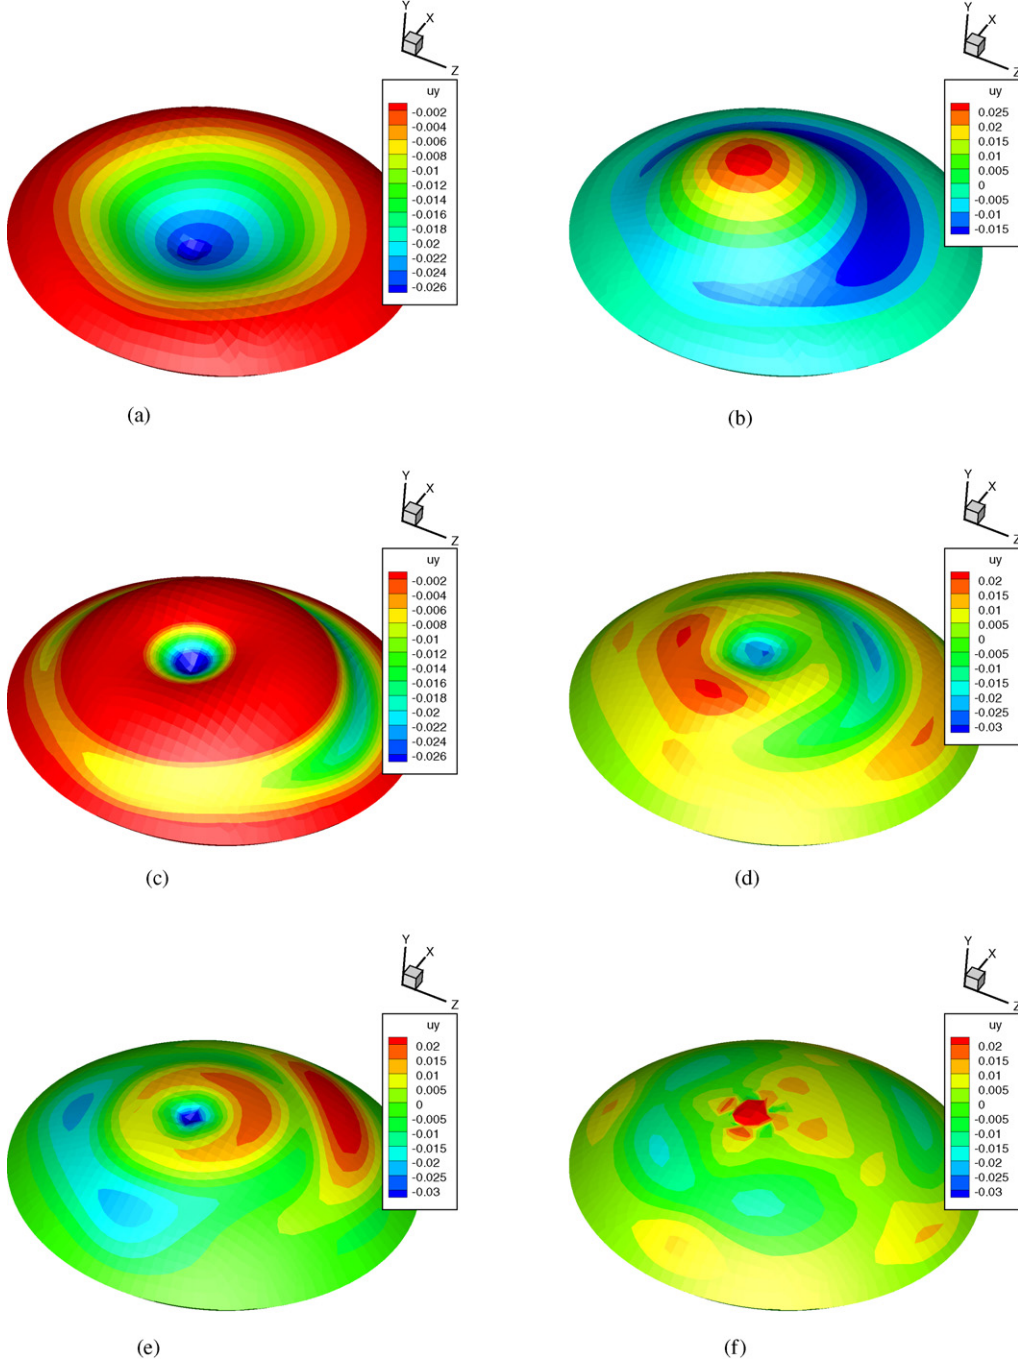 Y
X
Z
uy
-0.002
-0.004
-0.006
-0.008
-0.01
-0.012
-0.014
-0.016
-0.018
-0.02
-0.022
-0.024
-0.026
(a)
Y
X
Z
uy
0.025
0.02
0.015
0.01
0.005
0
-0.005
-0.01
-0.015
(b)
Y
X
Z
uy
-0.002
-0.004
-0.006
-0.008
-0.01
-0.012
-0.014
-0.016
-0.018
-0.02
-0.022
-0.024
-0.026
(c)
Y
X
Z
uy
0.02
0.015
0.01
0.005
0
-0.005
-0.01
-0.015
-0.02
-0.025
-0.03
(d)
Y
X
Z
uy
0.02
0.015
0.01
0.005
0
-0.005
-0.01
-0.015
-0.02
-0.025
-0.03
(e)
Y
X
Z
uy
0.02
0.015
0.01
0.005
0
-0.005
-0.01
-0.015
-0.02
-0.025
-0.03
(f)